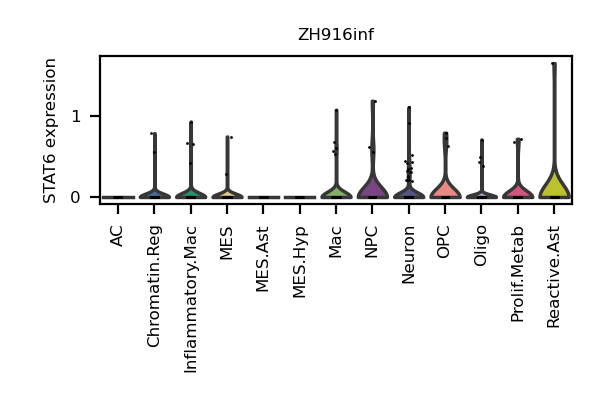 ZH916inf
STAT6 expression
1
0
AC
Chromatin.Reg
Inflammatory.Mac
MES
MES.Ast
MES.Hyp
Mac
NPC
Neuron
OPC
Oligo
Prolif.Metab
Reactive.Ast